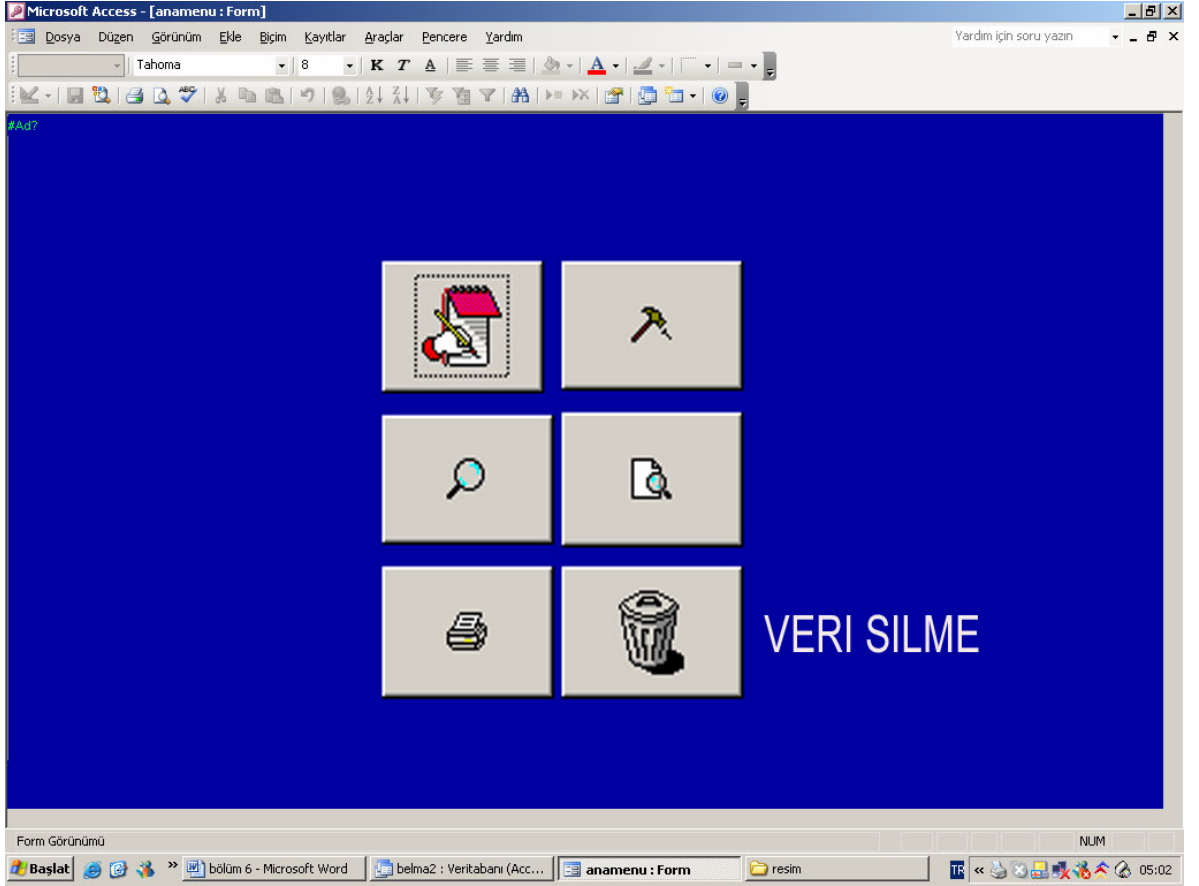 Microsoft Access - [anamenu : Form]
Dosya Düzen Görünüm Ekle Biçim Kayıtlar Araçlar Pencere Yardım Yardım için soru yazın
Tahoma 8 K T A A
ABC
#Ad?
VERI SILME
Form Görünümü NUM
Başlat bölüm 6 - Microsoft Word belma2 : Veritabanı (Acc... anamenu : Form resim TR 05:02